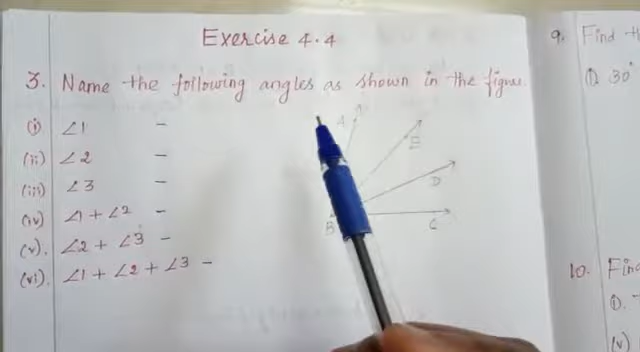 Exercise 4.4
3. Name the following angles as shown in the figure.
(i) ∠1 -
(ii) ∠2 -
(iii) ∠3 -
(iv) ∠1 + ∠2 -
(v). ∠2 + ∠3 -
(vi). ∠1 + ∠2 + ∠3 -
A
E
D
B
C
9. Find
(i) 30°
10. Find
(i).
(v)